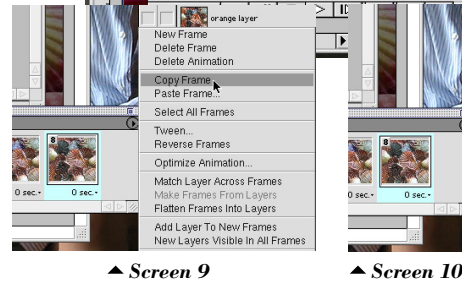 orange layer
New Frame
Delete Frame
Delete Animation
Copy Frame
Paste Frame...
Select All Frames
Tween...
Reverse Frames
Optimize Animation...
Match Layer Across Frames
Make Frames From Layers
Flatten Frames Into Layers
Add Layer To New Frames
New Layers Visible In All Frames
8
0 sec.
0 sec.
8
0 sec.
0 sec.
▲ Screen 9
▲ Screen 10